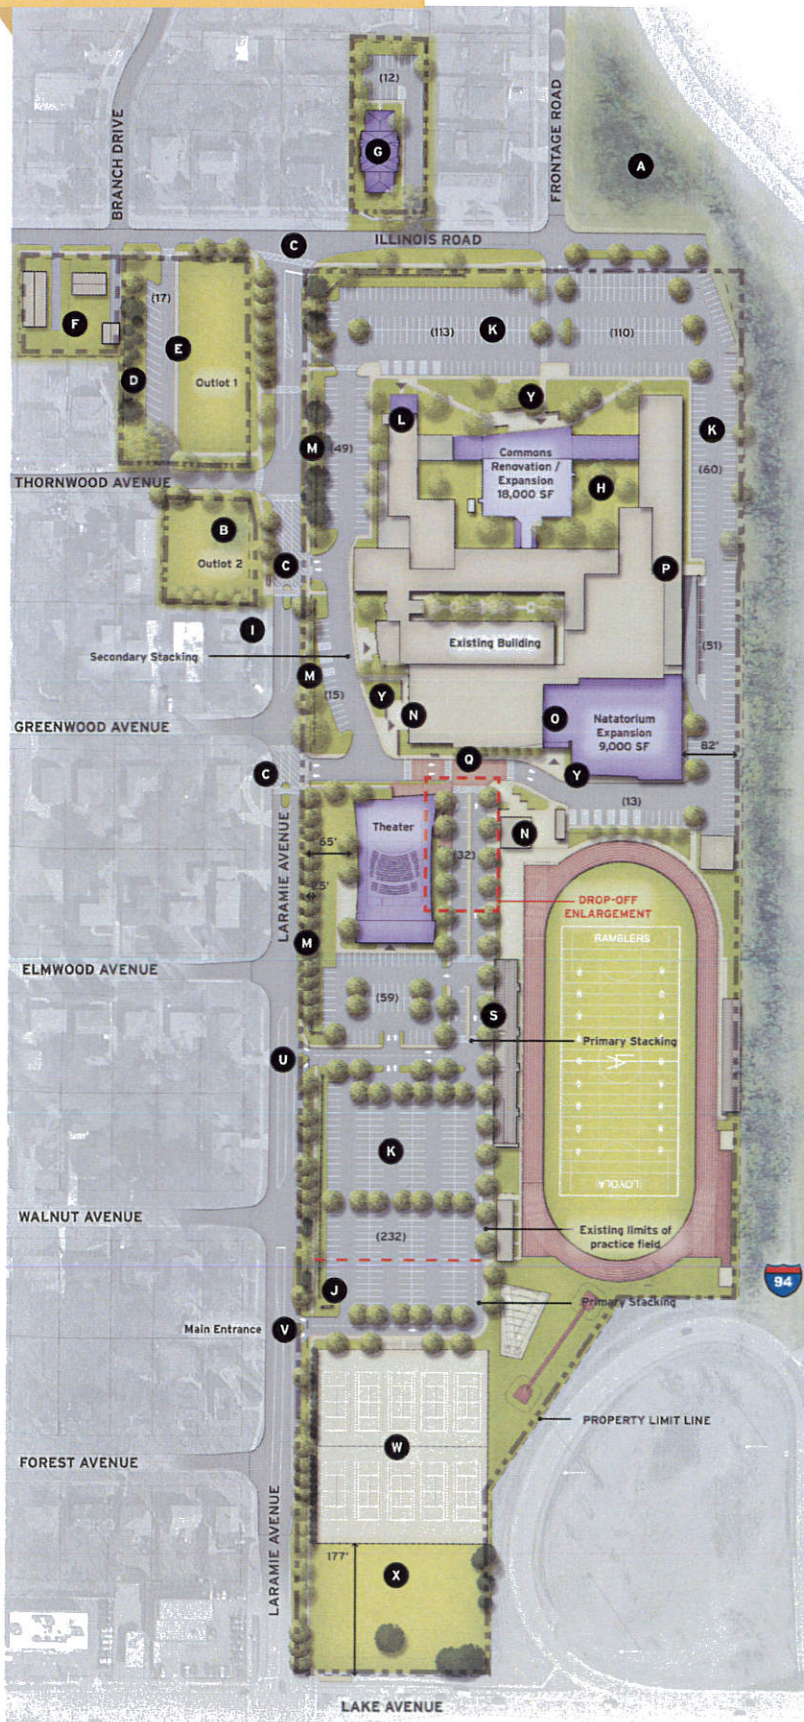 BRANCH DRIVE
FRONTAGE ROAD
(12)
G
A
C
ILLINOIS ROAD
F
(17)
E
D
Outlot 1
(113)
K
(110)
L
Y
K
M
(49)
Commons
Renovation /
Expansion
18,000 SF
H
(60)
THORNWOOD AVENUE
B
Outlot 2
C
P
I
Secondary Stacking
Existing Building
(51)
M
(15)
Y
N
O
Natatorium
Expansion
9,000 SF
GREENWOOD AVENUE
82'
C
Q
Y
(13)
LARAMIE AVENUE
Theater
65'
(32)
N
DROP-OFF
ENLARGEMENT
RAMBLERS
M
ELMWOOD AVENUE
(59)
S
Primary Stacking
LA
U
K
LOYOLA
WALNUT AVENUE
(232)
Existing limits of
practice field
94
J
Primary Stacking
Main Entrance
V
PROPERTY LIMIT LINE
W
FOREST AVENUE
LARAMIE AVENUE
177'
X
LAKE AVENUE